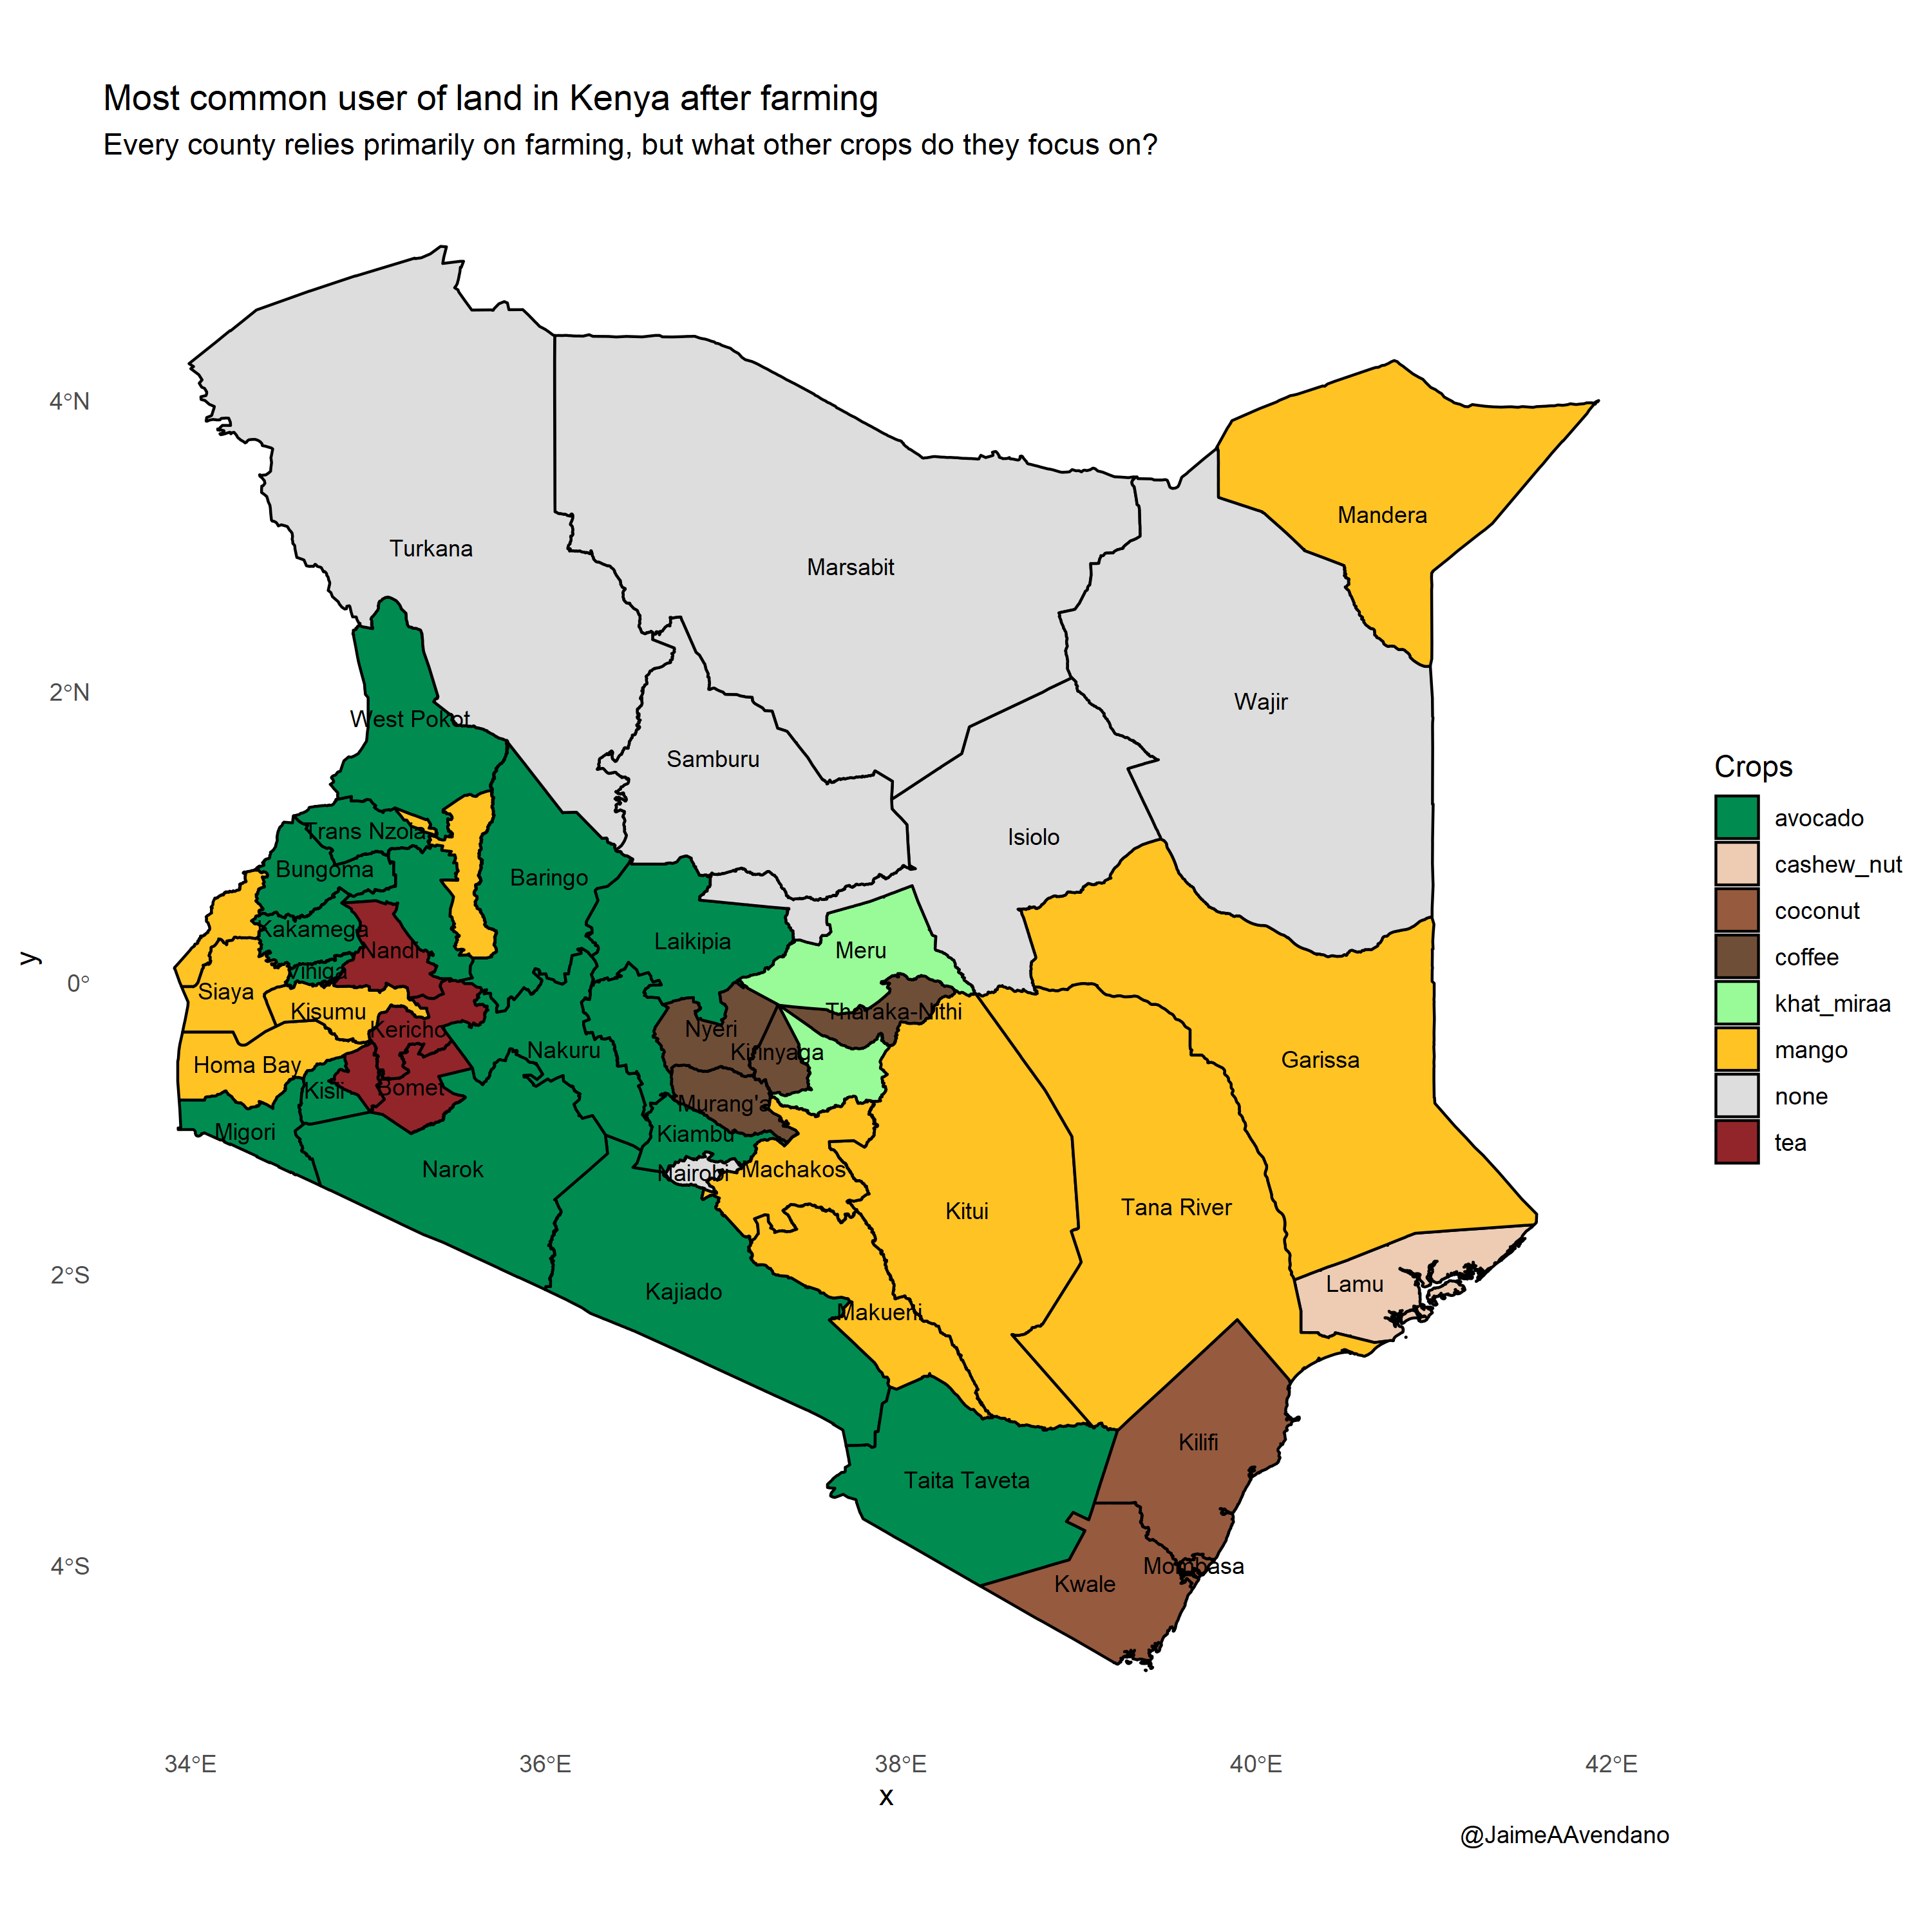 Most common user of land in Kenya after farming
Every county relies primarily on farming, but what other crops do they focus on?
4°N
2°N
0°
2°S
4°S
y
Turkana
Marsabit
Mandera
Wajir
West Pokot
Samburu
Isiolo
Trans Nzoia
Bungoma
Baringo
Kakamega
Nandi
Laikipia
Meru
Vihiga
Siaya
Kisumu
Tharaka-Nithi
Kericho
Nyeri
Kirinyaga
Nakuru
Homa Bay
Garissa
Kisii
Bomet
Murang'a
Migori
Kiambu
Narok
Nairobi
Machakos
Kitui
Tana River
Kajiado
Lamu
Makueni
Kilifi
Taita Taveta
Mombasa
Kwale
Crops
avocado
cashew_nut
coconut
coffee
khat_miraa
mango
none
tea
34°E
36°E
38°E
40°E
42°E
x
@JaimeAAvendano